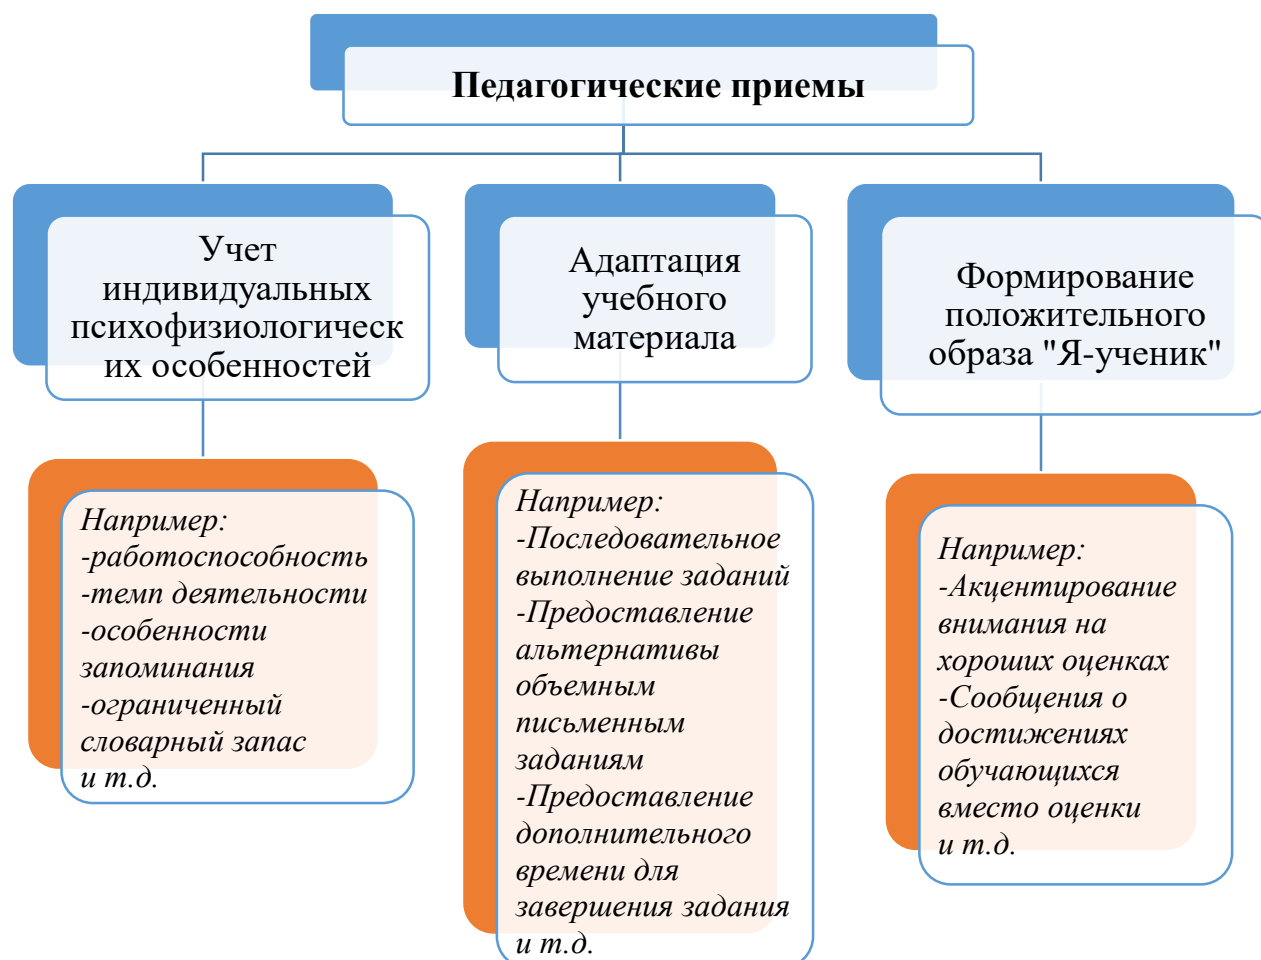 Педагогические приемы
Учет
индивидуальных
психофизиологическ
их особенностей
Адаптация
учебного
материала
Формирование
положительного
образа "Я-ученик"
Например:
-работоспособность
-темп деятельности
-особенности
запоминания
-ограниченный
словарный запас
и т.д.
Например:
-Последовательное
выполнение заданий
-Предоставление
альтернативы
объемным
письменным
заданиям
-Предоставление
дополнительного
времени для
завершения задания
и т.д.
Например:
-Акцентирование
внимания на
хороших оценках
-Сообщения о
достижениях
обучающихся
вместо оценки
и т.д.